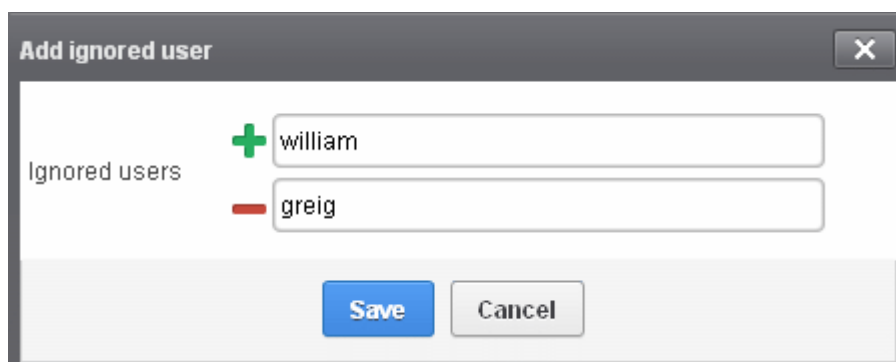 Add ignored user
Ignored users
william
greig
Save Cancel